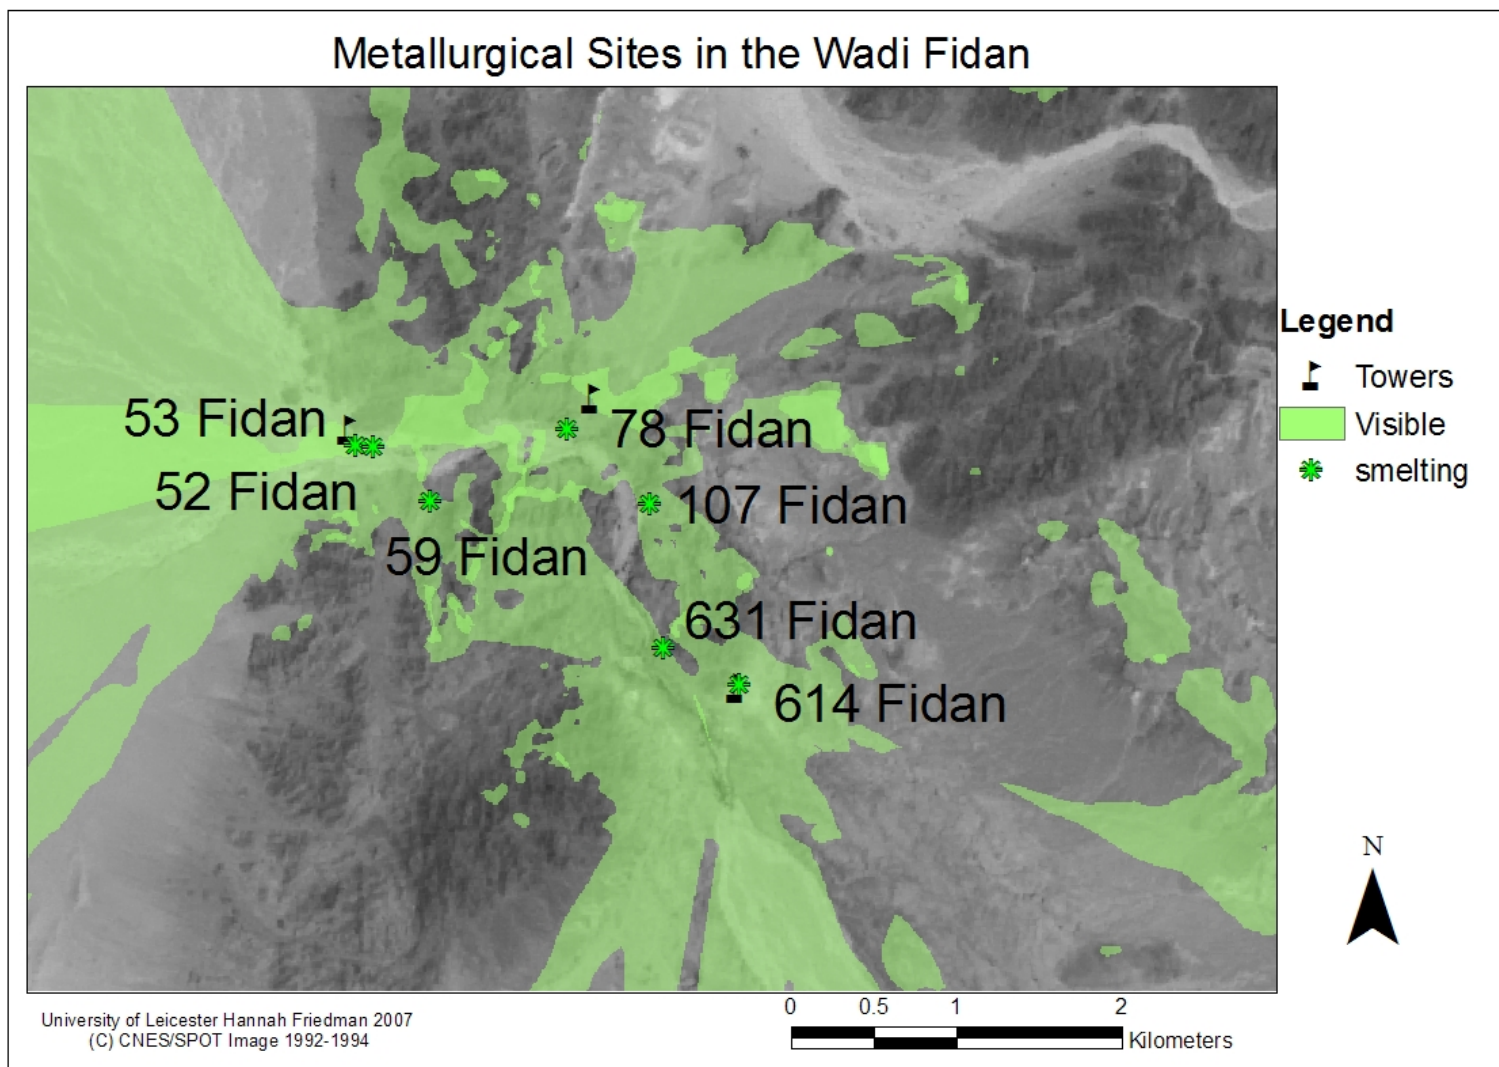 Metallurgical Sites in the Wadi Fidan
53 Fidan
78 Fidan
52 Fidan
107 Fidan
59 Fidan
631 Fidan
614 Fidan
Legend
Towers
Visible
smelting
N
0 0.5 1 2
Kilometers
University of Leicester Hannah Friedman 2007
(C) CNES/SPOT Image 1992-1994